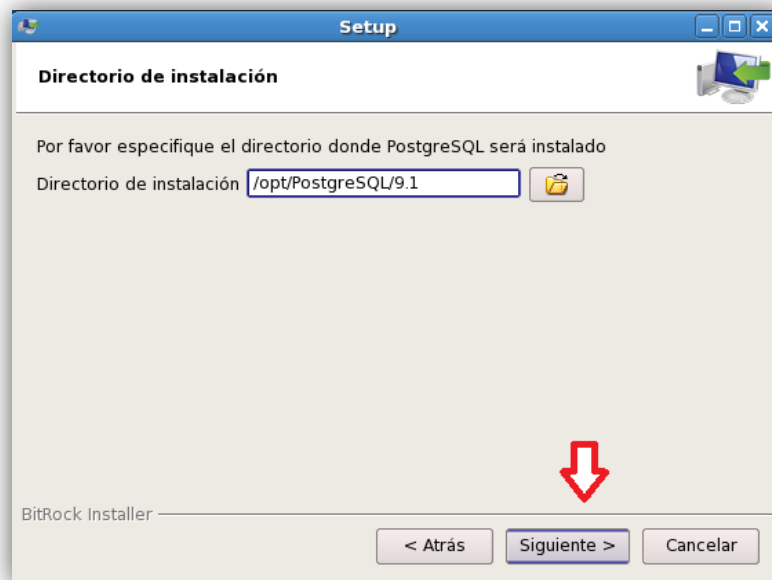 Setup
Directorio de instalación
Por favor especifique el directorio donde PostgreSQL será instalado
Directorio de instalación /opt/PostgreSQL/9.1
BitRock Installer
< Atrás Siguiente > Cancelar